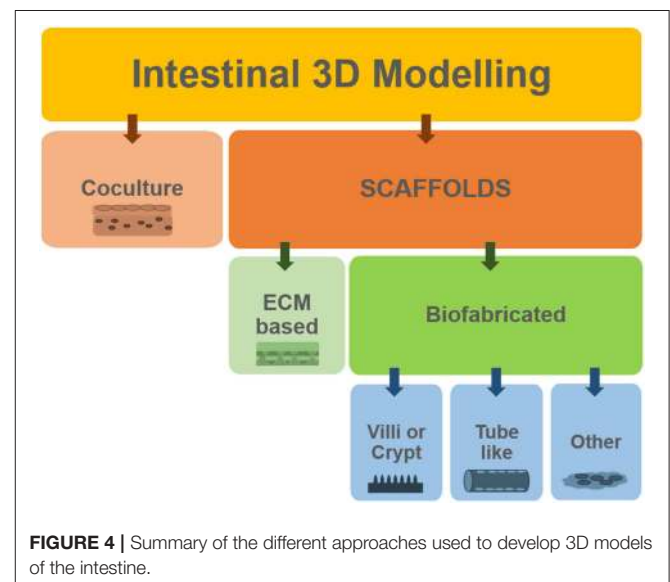 Intestinal 3D Modelling
Coculture
SCAFFOLDS
ECM
based
Biofabricated
Villi or
Crypt
Tube
like
Other
FIGURE 4 | Summary of the different approaches used to develop 3D models
of the intestine.